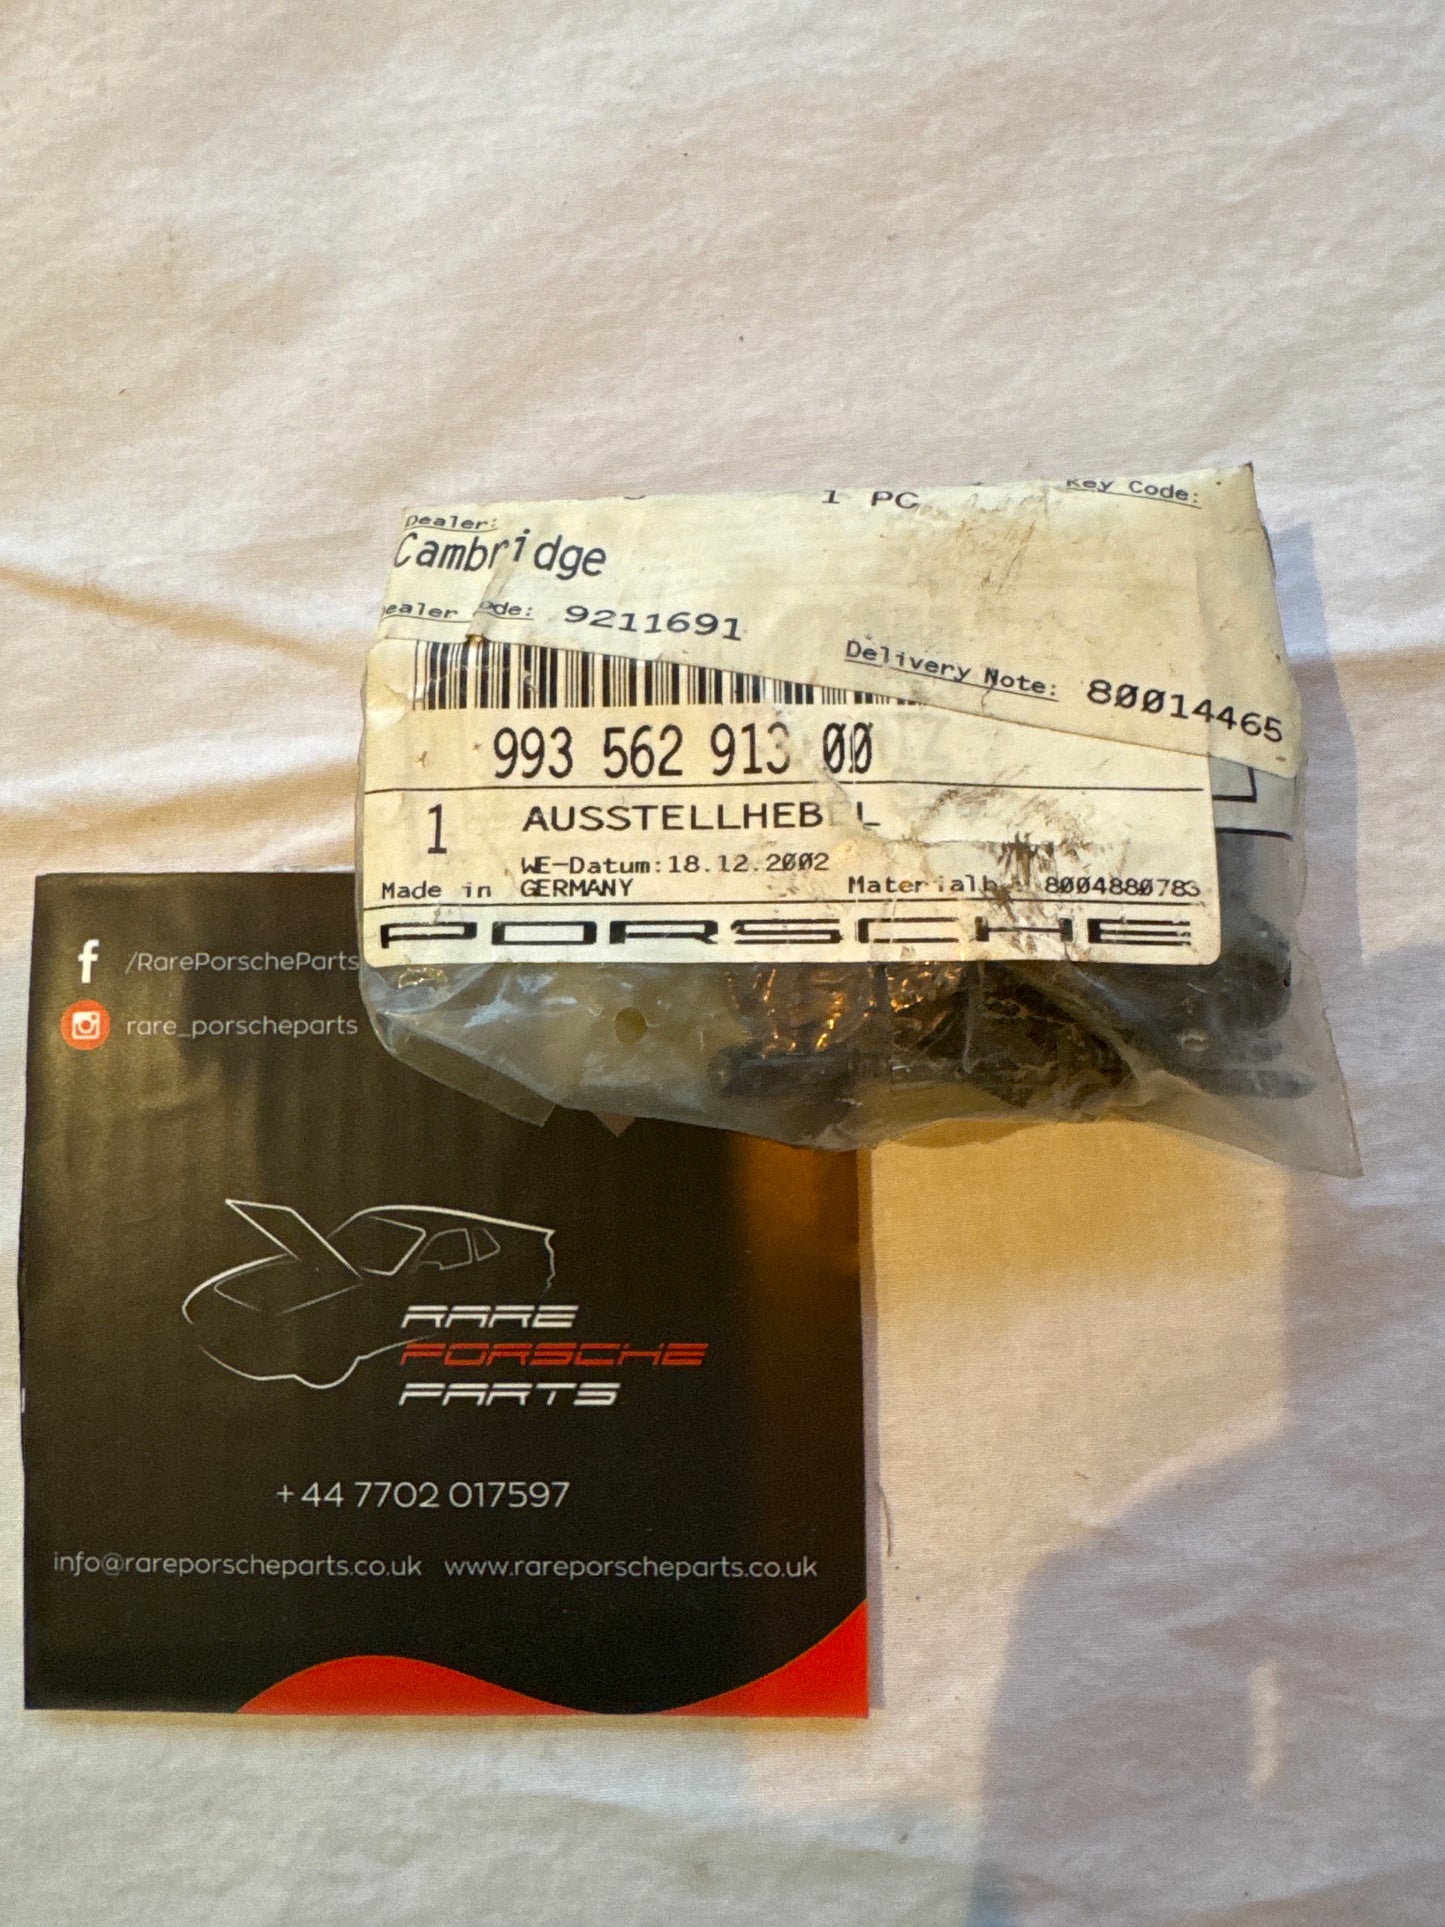 1 PC
Key Code:
Dealer:
Cambridge
9211691
Delivery Note: 80014465
993 562 913 00
1
AUSSTELLHEB L
WE-Datum:18.12.2002
Made in GERMANY
8004880783
PORSCHE
/RarePorscheParts
rare_porscheparts
RARE
PORSCHE
PARTS
+44 7702 017597
info@rareporscheparts.co.uk www.rareporscheparts.co.uk